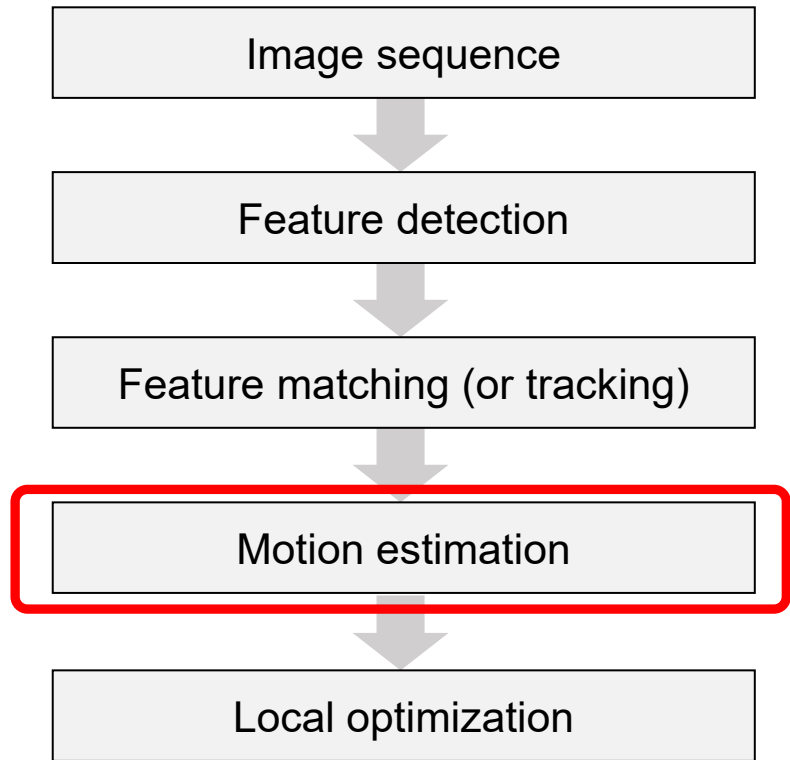 Image sequence
Feature detection
Feature matching (or tracking)
Motion estimation
Local optimization